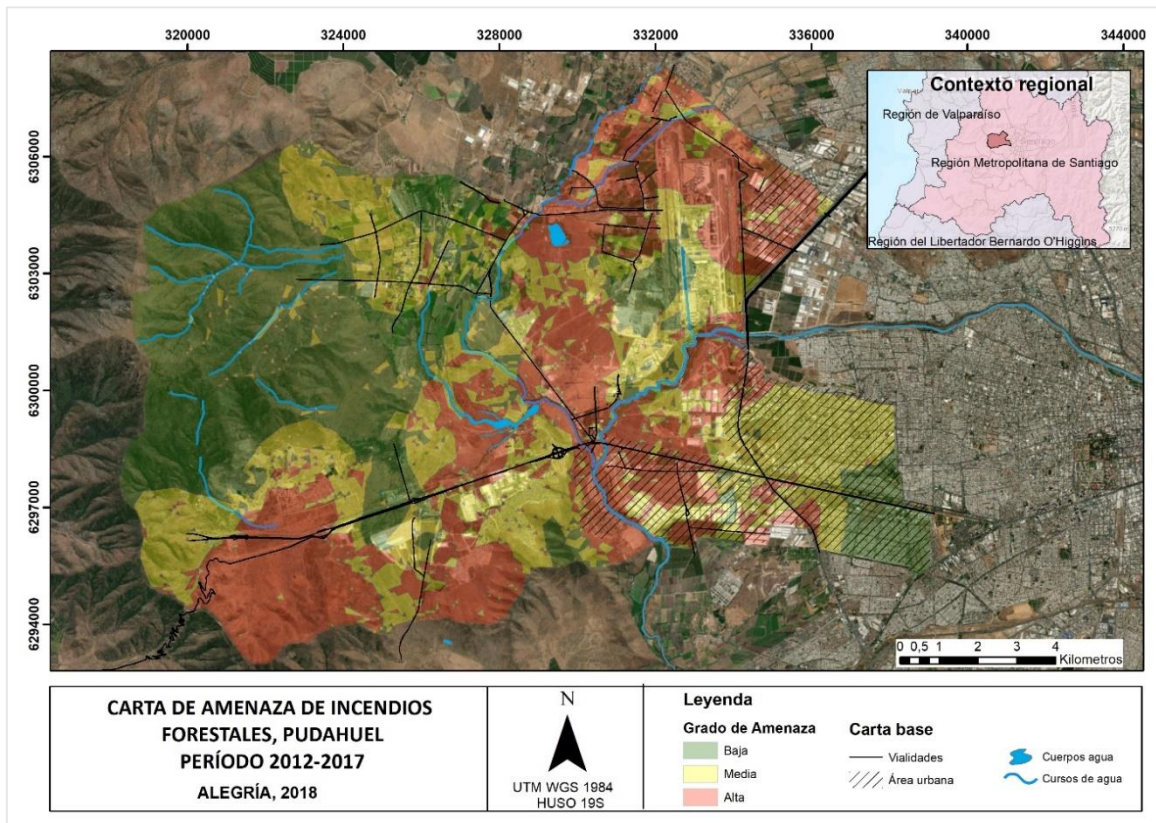 320000 324000 328000 332000 336000 340000 344000
6306000
6303000
6300000
6297000
6294000
Contexto regional
Región de Valparaíso
Región Metropolitana de Santiago
Región del Libertador Bernardo O'Higgins
0 0,5 1 2 3 4
Kilometros
CARTA DE AMENAZA DE INCENDIOS
FORESTALES, PUDAHUEL
PERÍODO 2012-2017
ALEGRÍA, 2018
N
UTM WGS 1984
HUSO 19S
Leyenda
Grado de Amenaza
Baja
Media
Alta
Carta base
Vialidades
Área urbana
Cuerpos agua
Cursos de agua